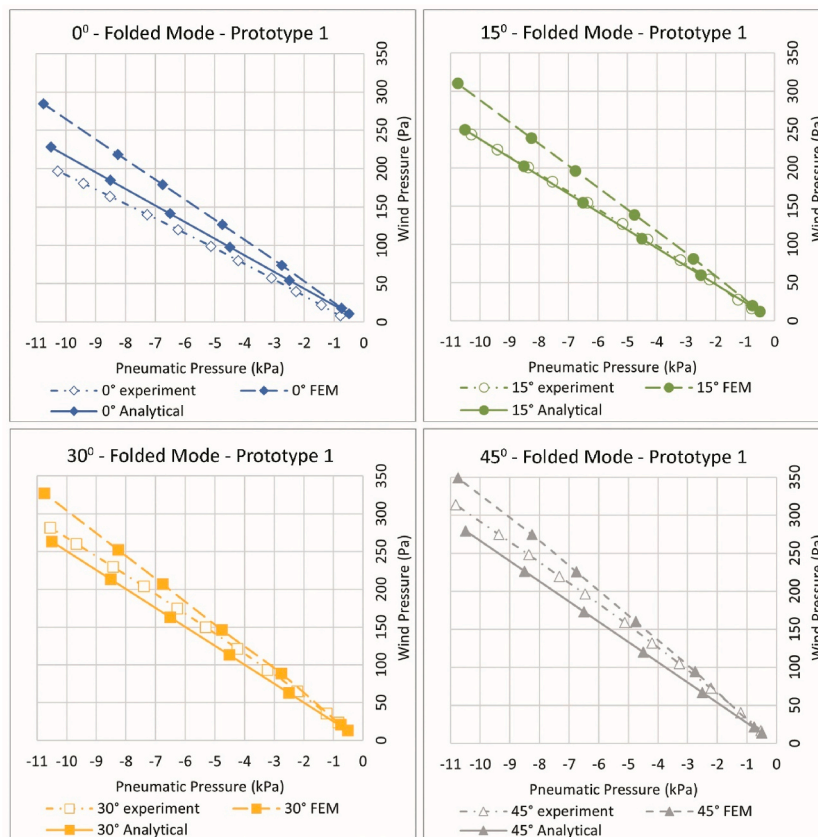 0⁰ - Folded Mode - Prototype 1
350
300
250
200
150
100
50
0
Wind Pressure (Pa)
-11 -10 -9 -8 -7 -6 -5 -4 -3 -2 -1 0
Pneumatic Pressure (kPa)
0° experiment 0° FEM
0° Analytical
15⁰ - Folded Mode - Prototype 1
350
300
250
200
150
100
50
0
Wind Pressure (Pa)
-11 -10 -9 -8 -7 -6 -5 -4 -3 -2 -1 0
Pneumatic Pressure (kPa)
15° experiment 15° FEM
15° Analytical
30⁰ - Folded Mode - Prototype 1
350
300
250
200
150
100
50
0
Wind Pressure (Pa)
-11 -10 -9 -8 -7 -6 -5 -4 -3 -2 -1 0
Pneumatic Pressure (kPa)
30° experiment 30° FEM
30° Analytical
45⁰ - Folded Mode - Prototype 1
350
300
250
200
150
100
50
0
Wind Pressure (Pa)
-11 -10 -9 -8 -7 -6 -5 -4 -3 -2 -1 0
Pneumatic Pressure (kPa)
45° experiment 45° FEM
45° Analytical